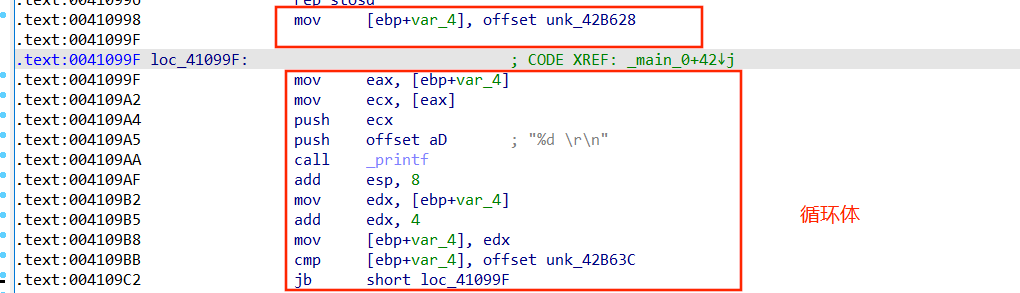 rep stosd
.text:00410998 mov [ebp+var_4], offset unk_42B628
.text:0041099F
.text:0041099F loc_41099F: ; CODE XREF: _main_0+42↓j
.text:0041099F mov eax, [ebp+var_4]
.text:004109A2 mov ecx, [eax]
.text:004109A4 push ecx
.text:004109A5 push offset aD ; "%d \r\n"
.text:004109AA call _printf
.text:004109AF add esp, 8
.text:004109B2 mov edx, [ebp+var_4]
.text:004109B5 add edx, 4
.text:004109B8 mov [ebp+var_4], edx
.text:004109BB cmp [ebp+var_4], offset unk_42B63C
.text:004109C2 jb short loc_41099F
循环体